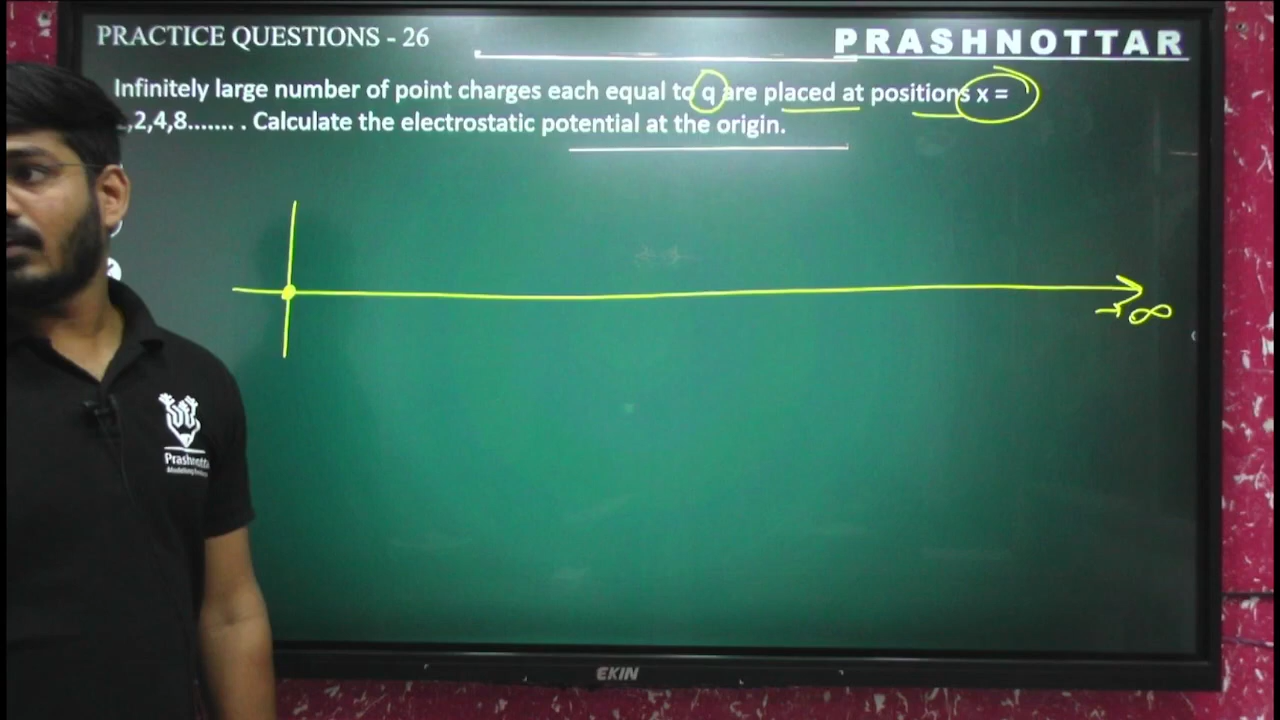 PRACTICE QUESTIONS - 26
PRASHNOTTAR
Infinitely large number of point charges each equal to q are placed at positions x =
,2,4,8....... . Calculate the electrostatic potential at the origin.
→ ∞
Prashnotta
EKIN